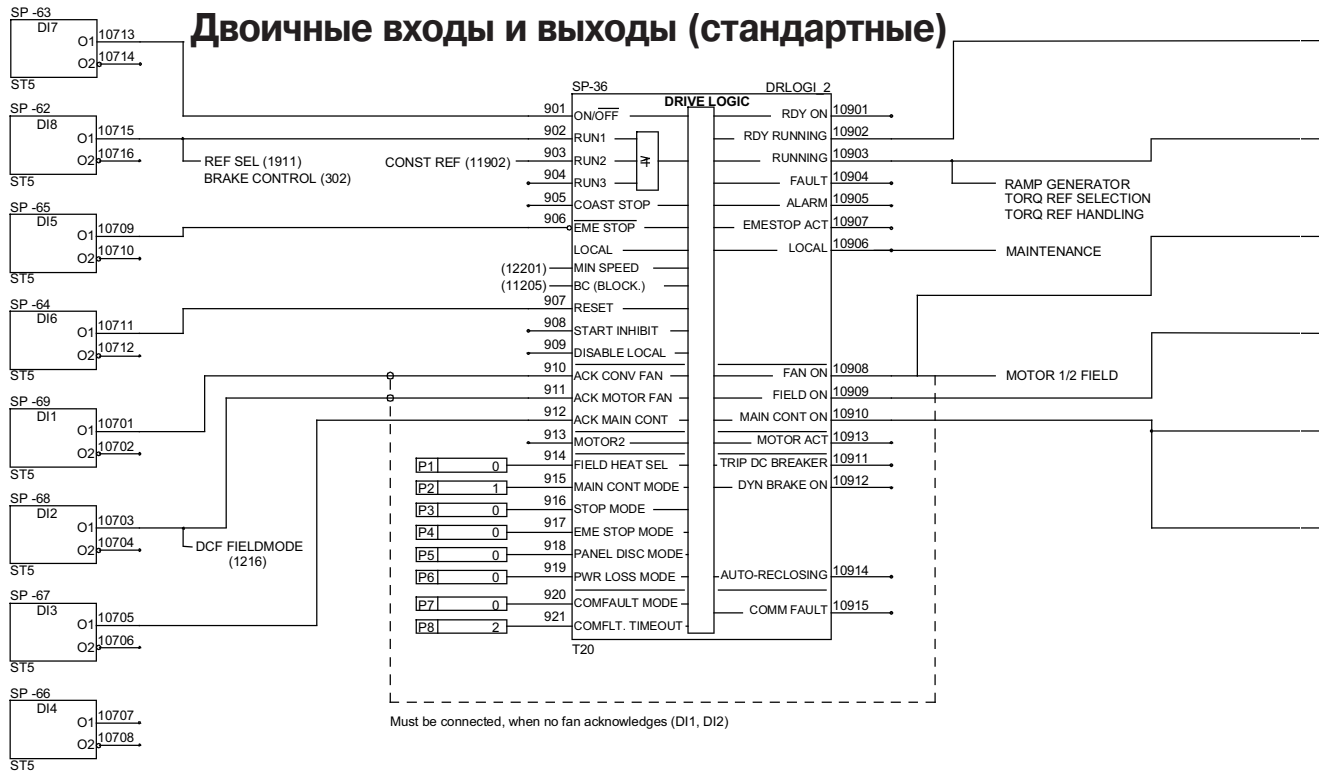 Двоичные входы и выходы (стандартные)
SP -63
DI7
O1 10713
O2 10714
ST5
SP -62
DI8
O1 10715
O2 10716
ST5
REF SEL (1911)
BRAKE CONTROL (302)
SP -65
DI5
O1 10709
O2 10710
ST5
SP -64
DI6
O1 10711
O2 10712
ST5
SP -69
DI1
O1 10701
O2 10702
ST5
SP -68
DI2
O1 10703
O2 10704
ST5
DCF FIELDMODE
(1216)
SP -67
DI3
O1 10705
O2 10706
ST5
SP -66
DI4
O1 10707
O2 10708
ST5
SP-36 DRLOGI_2
DRIVE LOGIC
901 ON/OFF
902 RUN1
CONST REF (11902) 903 RUN2
904 RUN3
905 COAST STOP
906 EME STOP
LOCAL
(12201) MIN SPEED
(11205) BC (BLOCK.)
907 RESET
908 START INHIBIT
909 DISABLE LOCAL
910 ACK CONV FAN
911 ACK MOTOR FAN
912 ACK MAIN CONT
913 MOTOR2
P1 0 914 FIELD HEAT SEL
P2 1 915 MAIN CONT MODE
P3 0 916 STOP MODE
P4 0 917 EME STOP MODE
P5 0 918 PANEL DISC MODE
P6 0 919 PWR LOSS MODE
P7 0 920 COMFAULT MODE
P8 2 921 COMFLT. TIMEOUT
T20
≥1
RDY ON 10901
RDY RUNNING 10902
RUNNING 10903
FAULT 10904
ALARM 10905
EMESTOP ACT 10907
LOCAL 10906
FAN ON 10908
FIELD ON 10909
MAIN CONT ON 10910
MOTOR ACT 10913
TRIP DC BREAKER 10911
DYN BRAKE ON 10912
AUTO-RECLOSING 10914
COMM FAULT 10915
RAMP GENERATOR
TORQ REF SELECTION
TORQ REF HANDLING
MAINTENANCE
MOTOR 1/2 FIELD
Must be connected, when no fan acknowledges (DI1, DI2)